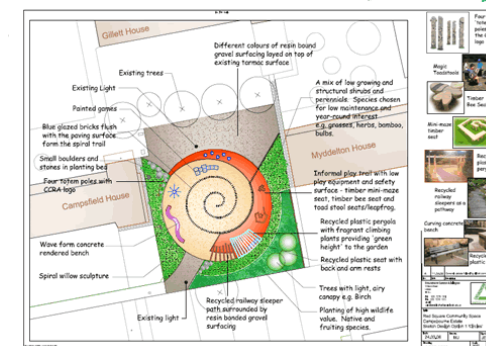 Gillett House
Different colours of resin bound
gravel surfacing layed on top of
existing tarmac surface
Existing trees
Existing Light
Painted games
Blue glazed bricks flush
with the paving surface
form the spiral trail
Small boulders and
stones in planting bed
Four totem poles with
CCRA logo
Campsfield House
Wave form concrete
rendered bench
Spiral willow sculpture
Existing light
Recycled railway sleeper
path surrounded by
resin bonded gravel
surfacing
A mix of low growing and
structural shrubs and
perennials. Species chosen
for low maintenance and
year-round interest
e.g. grasses, herbs, bamboo,
bulbs.
Myddelton House
Informal play trail with low
play equipment and safety
surface - timber mini-maze
seat, timber bee seat and
toad stool seats/leapfrog.
Recycled plastic pergola
with fragrant climbing
plants providing 'green
height' to the garden
Recycled plastic seat with
back and arm rests
Trees with light, airy
canopy e.g. Birch
Planting of high wildlife
value. Native and
fruiting species.
Four
'totem
poles
Magic
Toadstools
Timber
Bee Sea
Mini-maze
timber
seat
Recycled
railway
sleepers as a
pathway
Curving concrete
bench